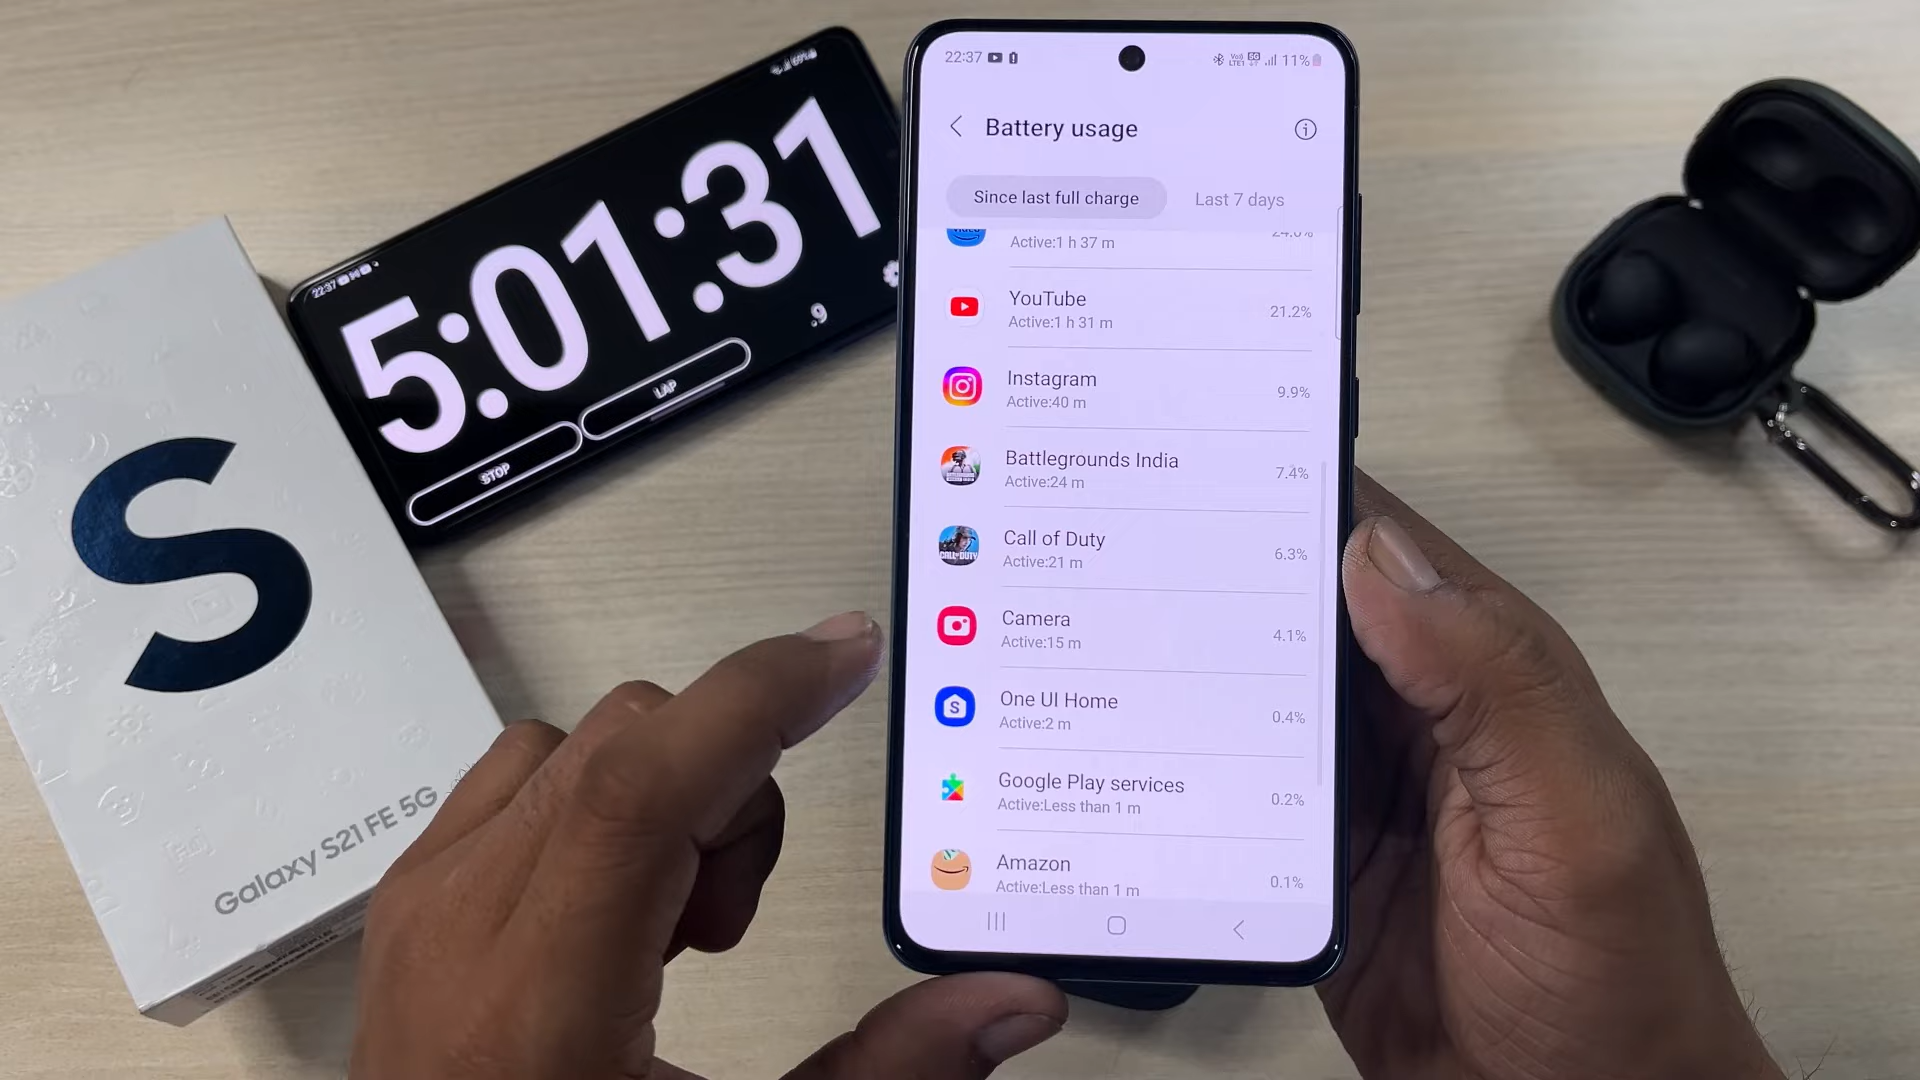 22:37
5:01:31
.9
LAP
STOP
S
Galaxy S21 FE 5G
22:37
11%
Battery usage
Since last full charge
Last 7 days
Active:1 h 37 m
YouTube
21.2%
Active:1 h 31 m
Instagram
9.9%
Active:40 m
Battlegrounds India
7.4%
Active:24 m
Call of Duty
6.3%
Active:21 m
Camera
4.1%
Active:15 m
One UI Home
0.4%
Active:2 m
Google Play services
0.2%
Active:Less than 1 m
Amazon
0.1%
Active:Less than 1 m